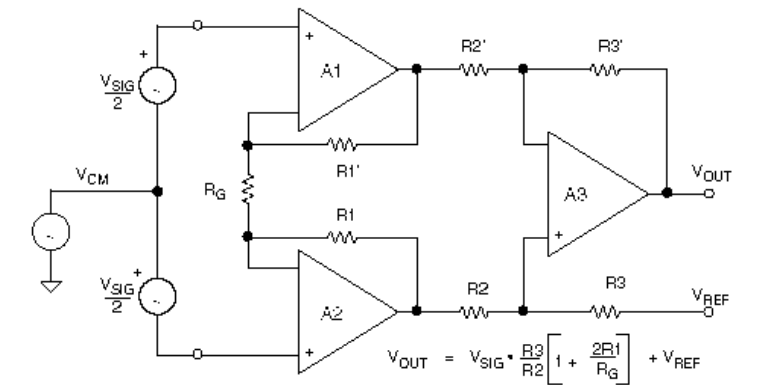 R2' R3'
+
+
A1
V_SIG
2
R1'
V_CM
R_G
A3
V_OUT
R1
+
+
V_SIG
2
R2 R3
V_REF
A2
+
V_OUT = V_SIG • R3/R2 [1 + 2R1/R_G] + V_REF